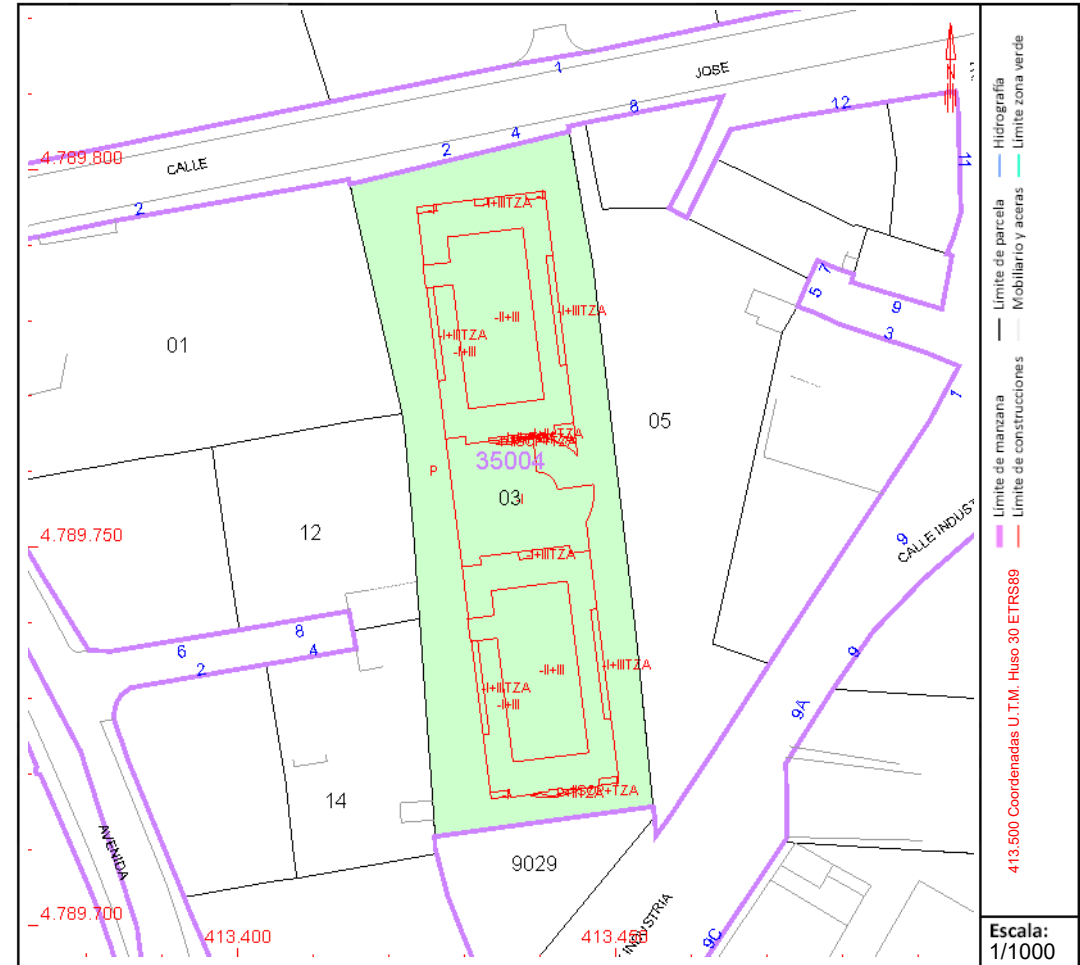 1
JOSE
N
8
12
4
2
4.789.800
CALLE
11
2
-I+IIITZA
7
5
9
-II+III
-I+IIITZA
3
-I+IIITZA
-I+III
01
1
05
35004
P
03
I
4.789.750
12
-I+IIITZA
9
CALLE INDUST
8
6
4
9
2
-II+III
-I+IIITZA
-I+IIITZA
-I+III
9A
14
AVENIDA
9029
4.789.700
413.400
413.450
INDUSTRIA
9C
Límite de manzana
Límite de parcela
Hidrografía
Límite de construcciones
Mobiliario y aceras
Límite zona verde
413.500 Coordenadas U.T.M. Huso 30 ETRS89
Escala:
1/1000